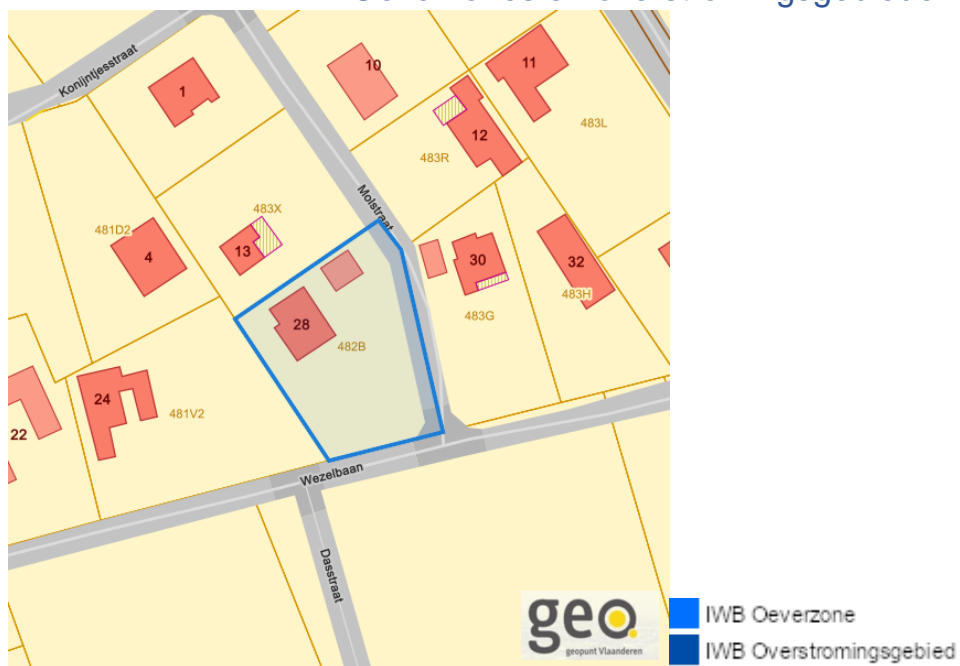 Konijntjesstraat
1
10
11
12
483L
483R
Molstraat
483X
481D2
4
13
30
32
483H
483G
28
482B
24
481V2
22
Wezelbaan
Dasstraat
geo.
geopunt Vlaanderen
IWB Oeverzone
IWB Overstromingsgebied